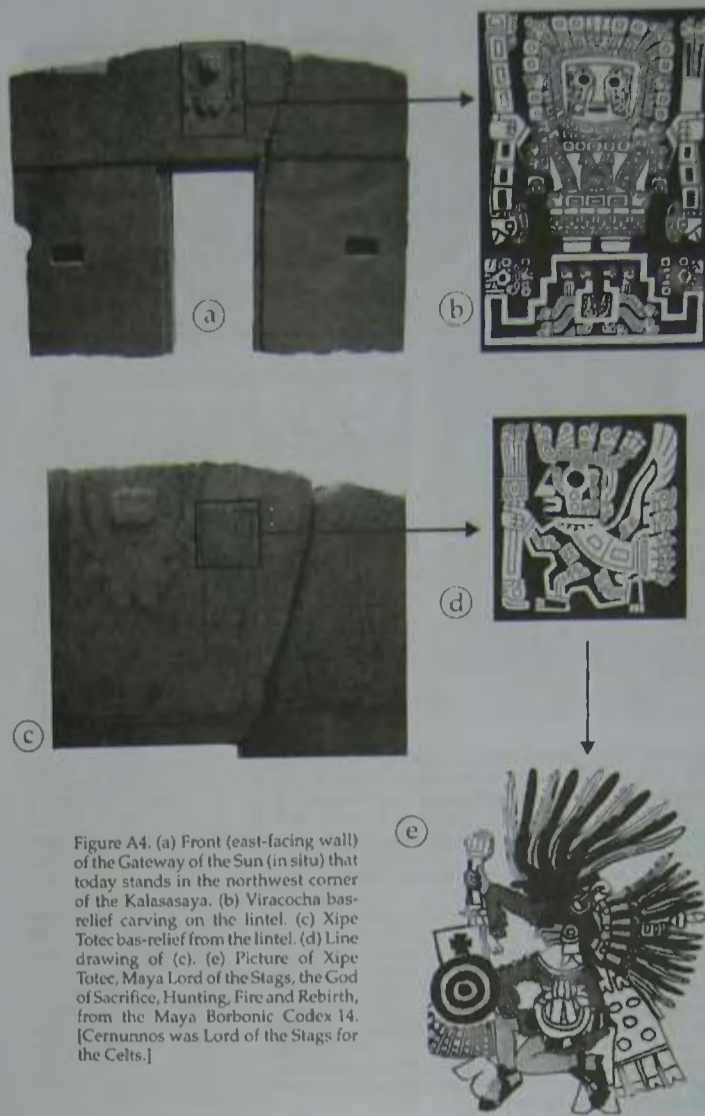 a
b
c
d
e
Figure A4. (a) Front (east-facing wall)
of the Gateway of the Sun (in situ) that
today stands in the northwest corner
of the Kalasasaya. (b) Viracocha bas-
relief carving on the lintel. (c) Xipe
Totec bas-relief from the lintel. (d) Line
drawing of (c). (e) Picture of Xipe
Totec, Maya Lord of the Stags, the God
of Sacrifice, Hunting, Fire and Rebirth,
from the Maya Borbonic Codex 14.
[Cernunnos was Lord of the Stags for
the Celts.]